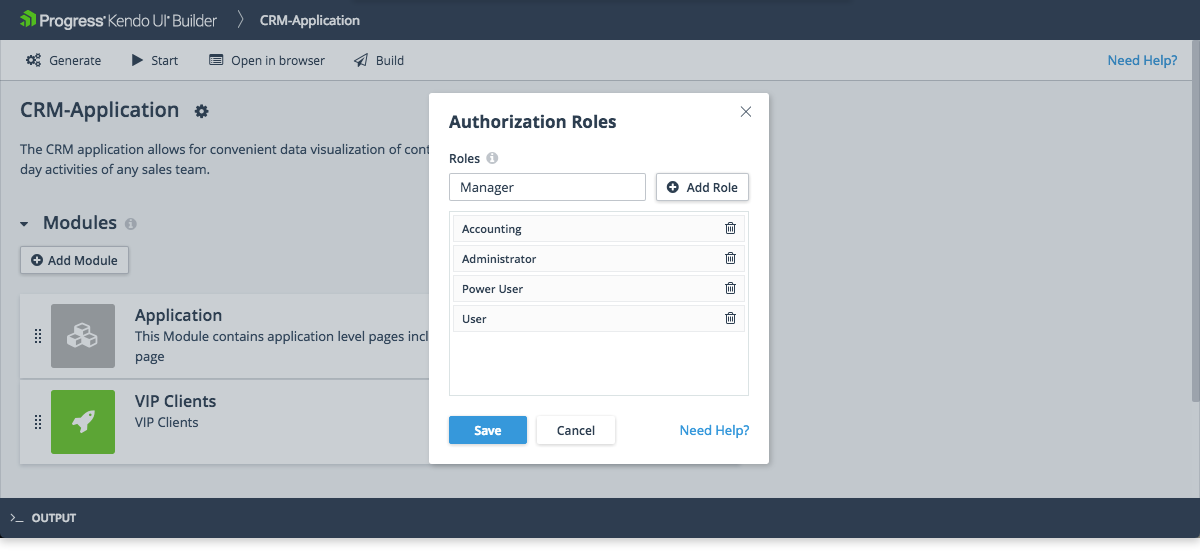 Progress Kendo UI Builder CRM-Application
Generate Start Open in browser Build Need Help?
CRM-Application
The CRM application allows for convenient data visualization of cont
day activities of any sales team.
Modules
Add Module
Application
This Module contains application level pages incl
page
VIP Clients
VIP Clients
Authorization Roles
Roles
Manager Add Role
Accounting
Administrator
Power User
User
Save Cancel Need Help?
OUTPUT